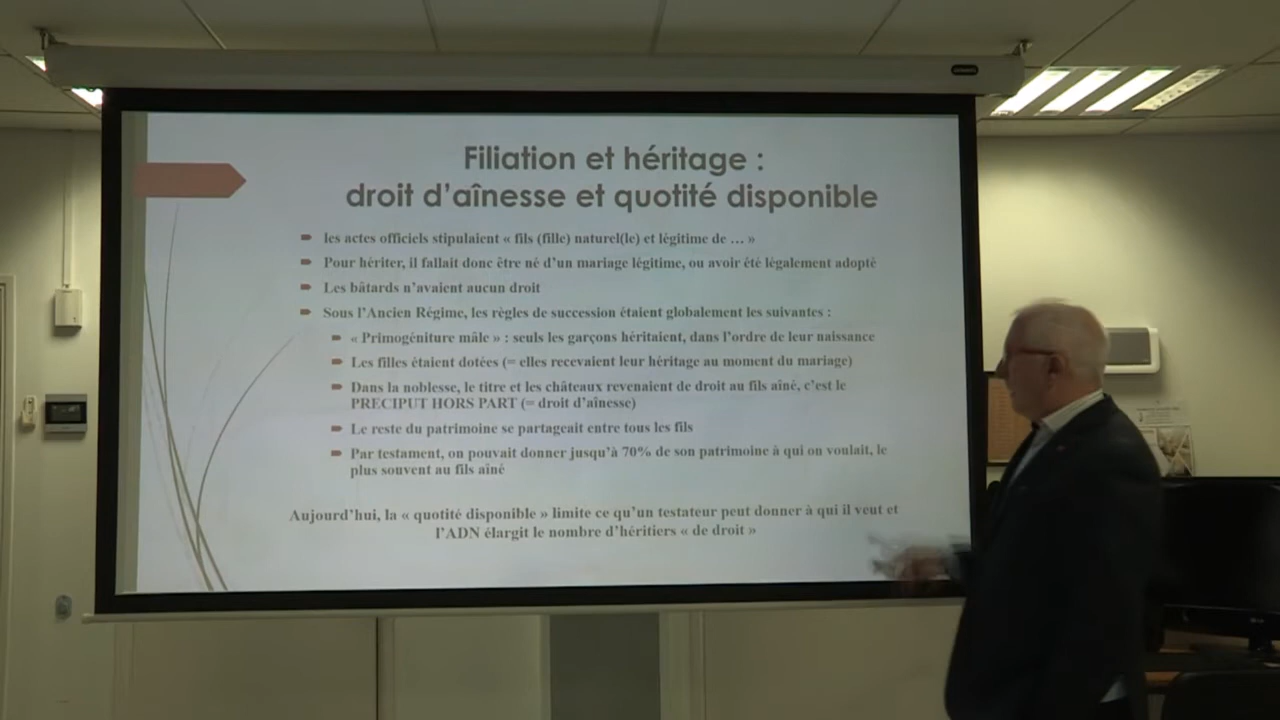 Filiation et héritage :
droit d'aînesse et quotité disponible
les actes officiels stipulaient « fils (fille) naturel(le) et légitime de … »
Pour hériter, il fallait donc être né d'un mariage légitime, ou avoir été légalement adopté
Les bâtards n'avaient aucun droit
Sous l'Ancien Régime, les règles de succession étaient globalement les suivantes :
« Primogéniture mâle » : seuls les garçons héritaient, dans l'ordre de leur naissance
Les filles étaient dotées (= elles recevaient leur héritage au moment du mariage)
Dans la noblesse, le titre et les châteaux revenaient de droit au fils aîné, c'est le
PRECIPUT HORS PART (= droit d'aînesse)
Le reste du patrimoine se partageait entre tous les fils
Par testament, on pouvait donner jusqu'à 70% de son patrimoine à qui on voulait, le
plus souvent au fils aîné
Aujourd'hui, la « quotité disponible » limite ce qu'un testateur peut donner à qui il veut et
l'ADN élargit le nombre d'héritiers « de droit »